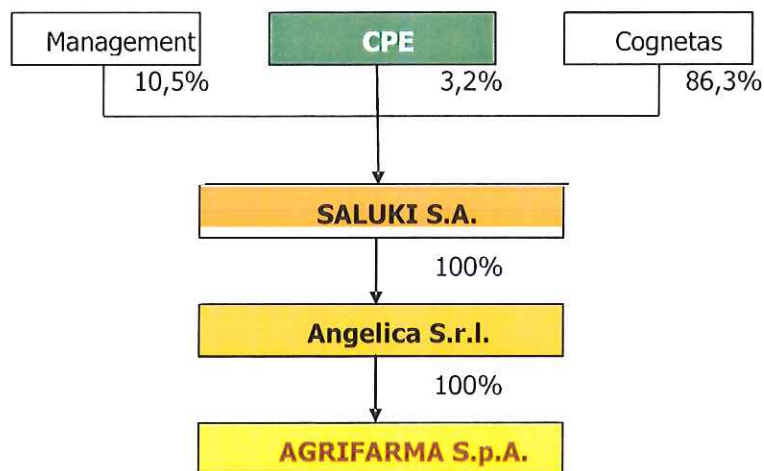 Management
CPE
Cognetas
10,5%
3,2%
86,3%
SALUKI S.A.
100%
Angelica S.r.l.
100%
AGRIFARMA S.p.A.